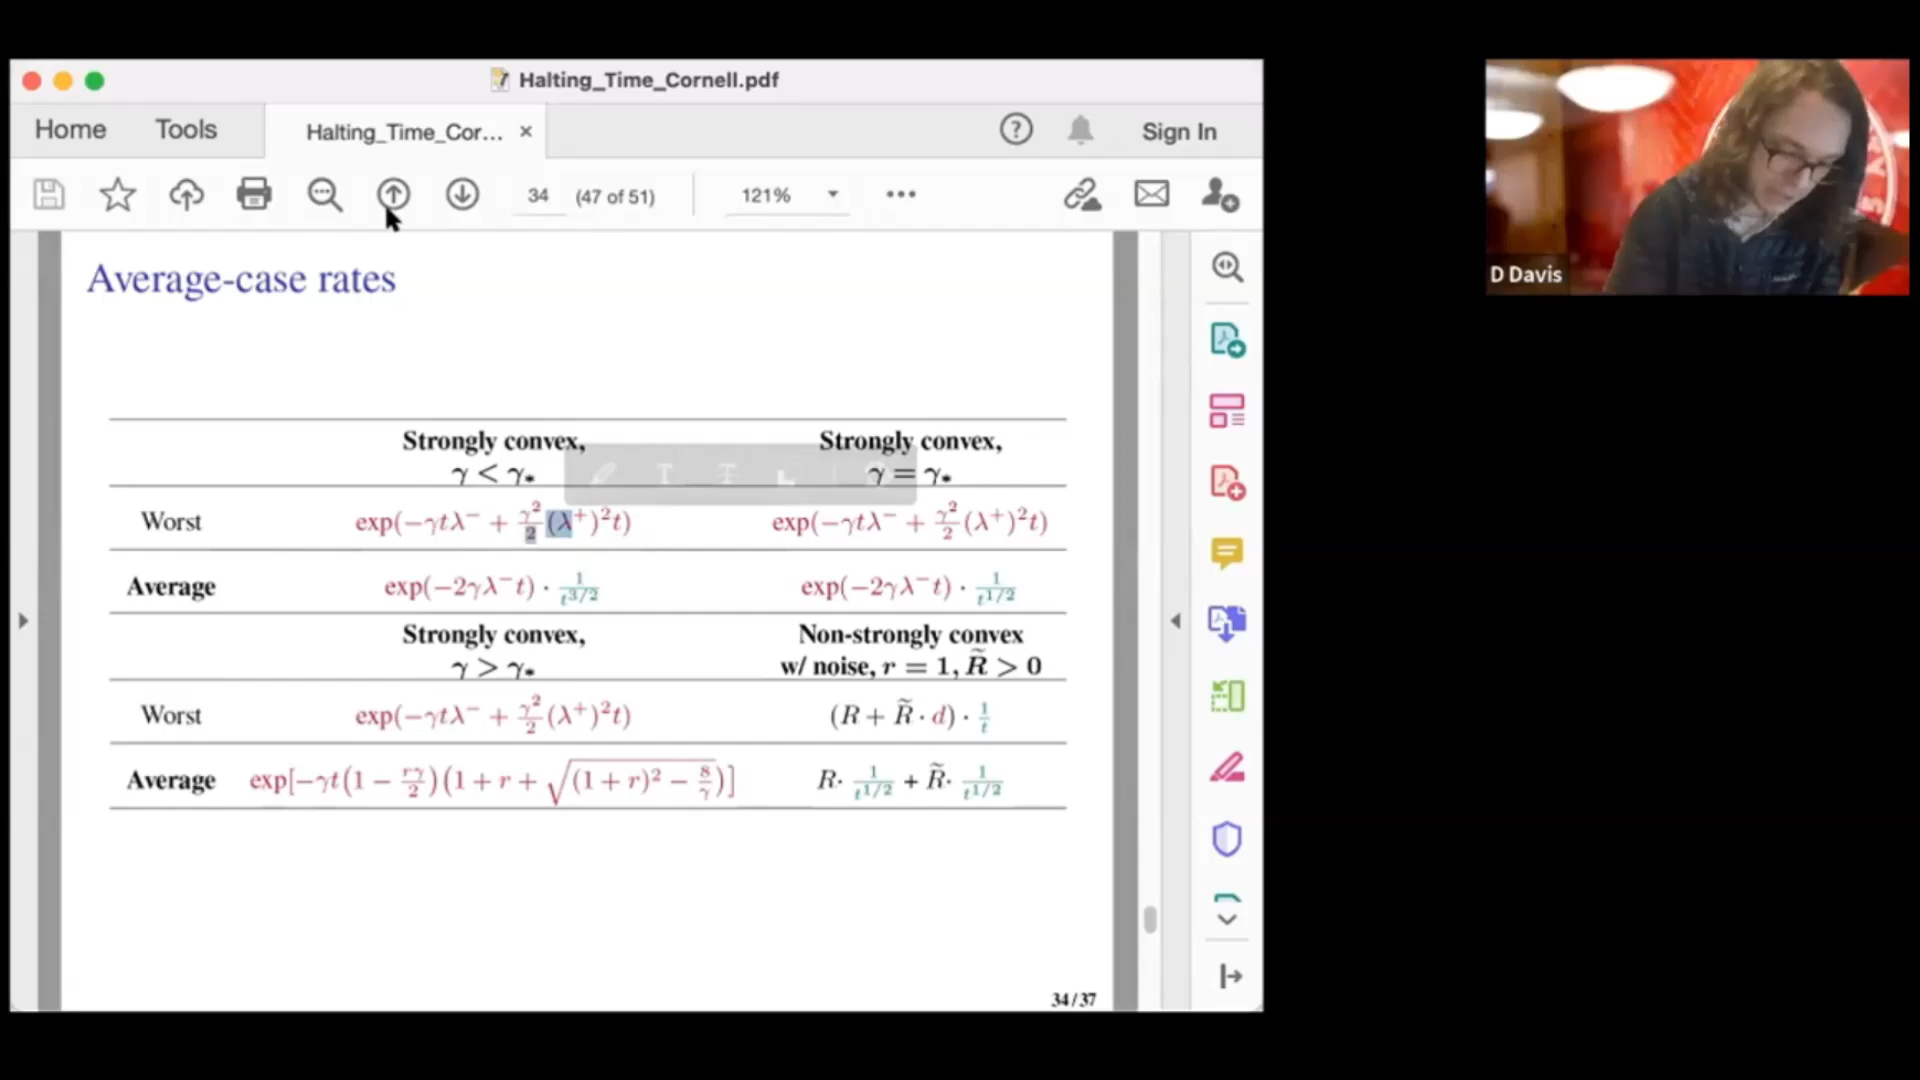 Halting_Time_Cornell.pdf
Home Tools Halting_Time_Cor... × Sign In
34 (47 of 51) 121%
D Davis
Average-case rates
Strongly convex, Strongly convex,
γ < γ* γ = γ*
Worst exp(−γtλ⁻ + γ²/2 (λ⁺)²t) exp(−γtλ⁻ + γ²/2 (λ⁺)²t)
Average exp(−2γλ⁻t) · 1/t^{3/2} exp(−2γλ⁻t) · 1/t^{1/2}
Strongly convex, Non-strongly convex
γ > γ* w/ noise, r = 1, R̃ > 0
Worst exp(−γtλ⁻ + γ²/2 (λ⁺)²t) (R + R̃ · d) · 1/t
Average exp[−γt(1 − rγ/2)(1 + r + √((1 + r)² − 8/γ))] R· 1/t^{1/2} + R̃· 1/t^{1/2}
34/37